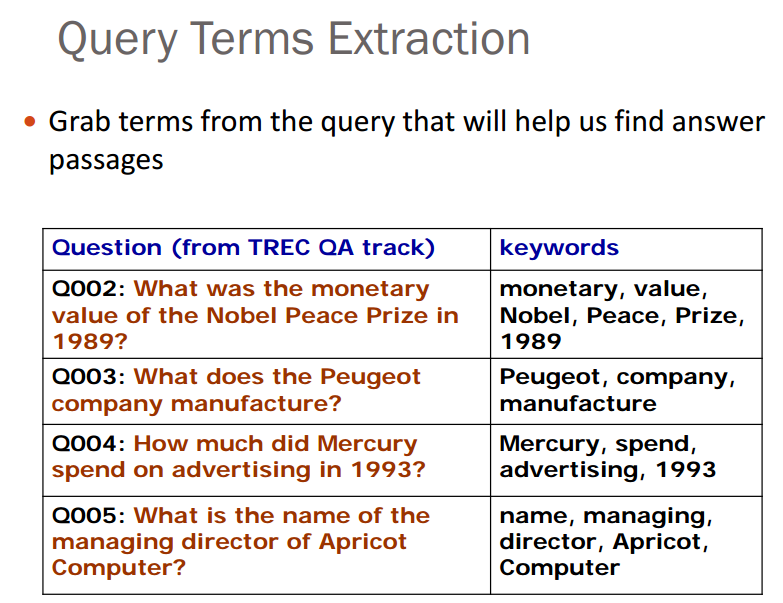 Query Terms Extraction
• Grab terms from the query that will help us find answer
passages
Question (from TREC QA track)
keywords
Q002: What was the monetary
value of the Nobel Peace Prize in
1989?
monetary, value,
Nobel, Peace, Prize,
1989
Q003: What does the Peugeot
company manufacture?
Peugeot, company,
manufacture
Q004: How much did Mercury
spend on advertising in 1993?
Mercury, spend,
advertising, 1993
Q005: What is the name of the
managing director of Apricot
Computer?
name, managing,
director, Apricot,
Computer